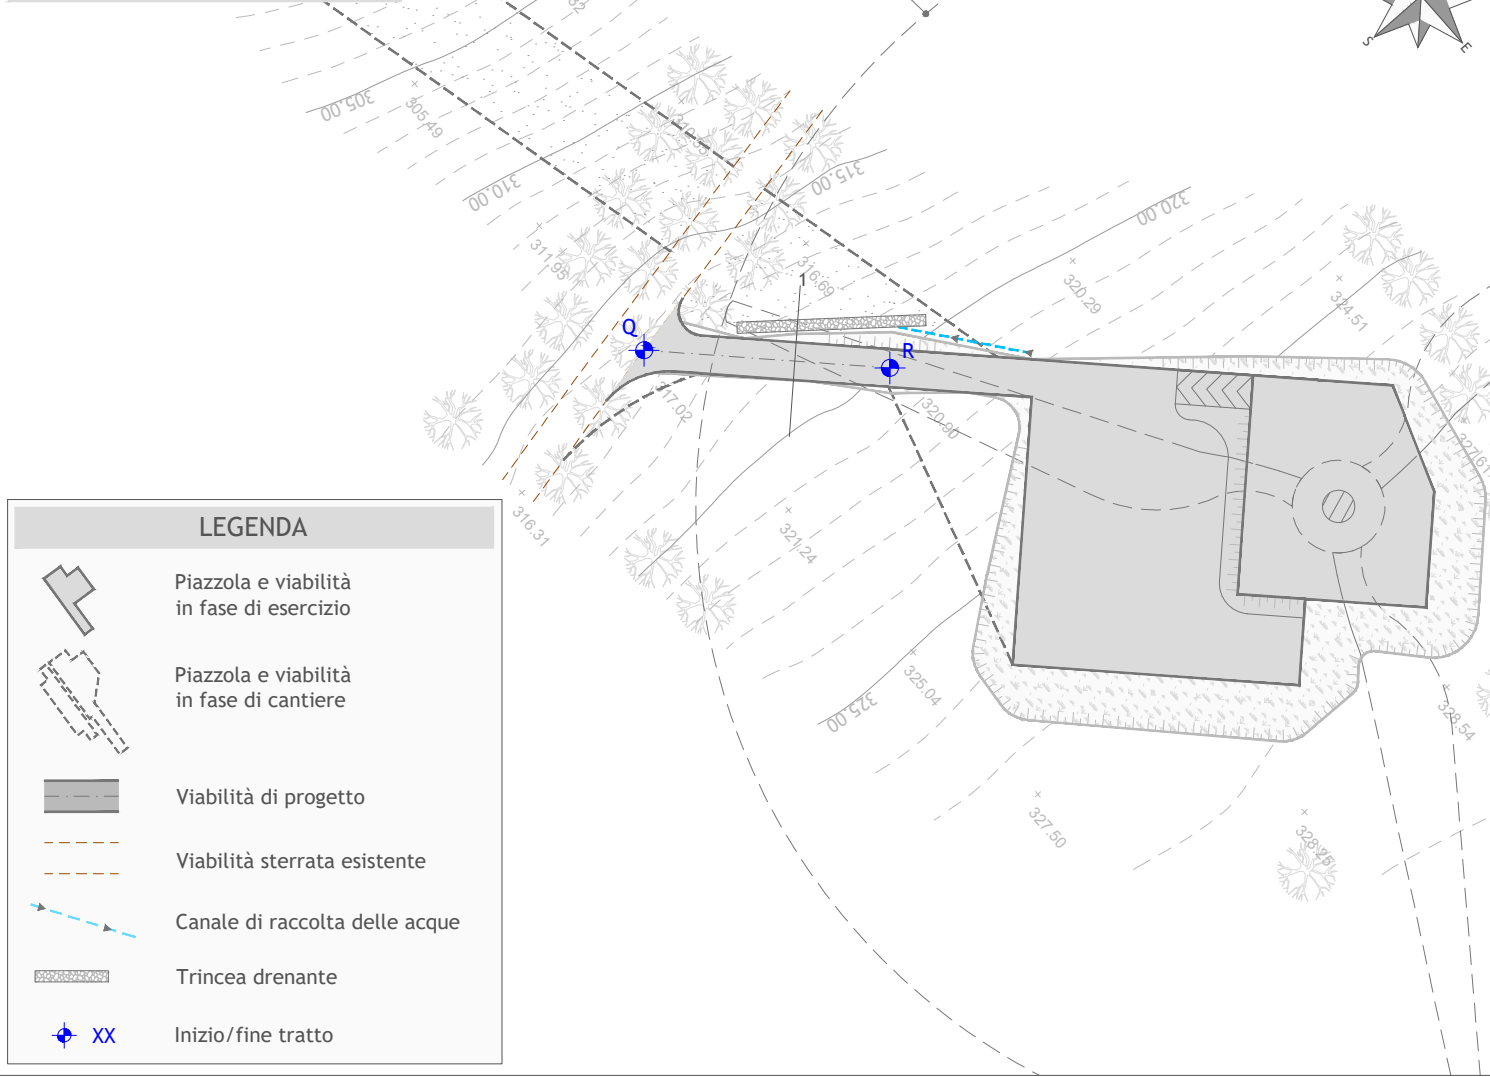 S
E
305.00
305.49
310.00
315.00
320.00
311.95
316.69
1
320.29
324.51
Q
R
317.02
320.90
316.31
321.24
325.04
325.00
328.54
327.50
328.25
LEGENDA
Piazzola e viabilità
in fase di esercizio
Piazzola e viabilità
in fase di cantiere
Viabilità di progetto
Viabilità sterrata esistente
Canale di raccolta delle acque
Trincea drenante
XX
Inizio/fine tratto